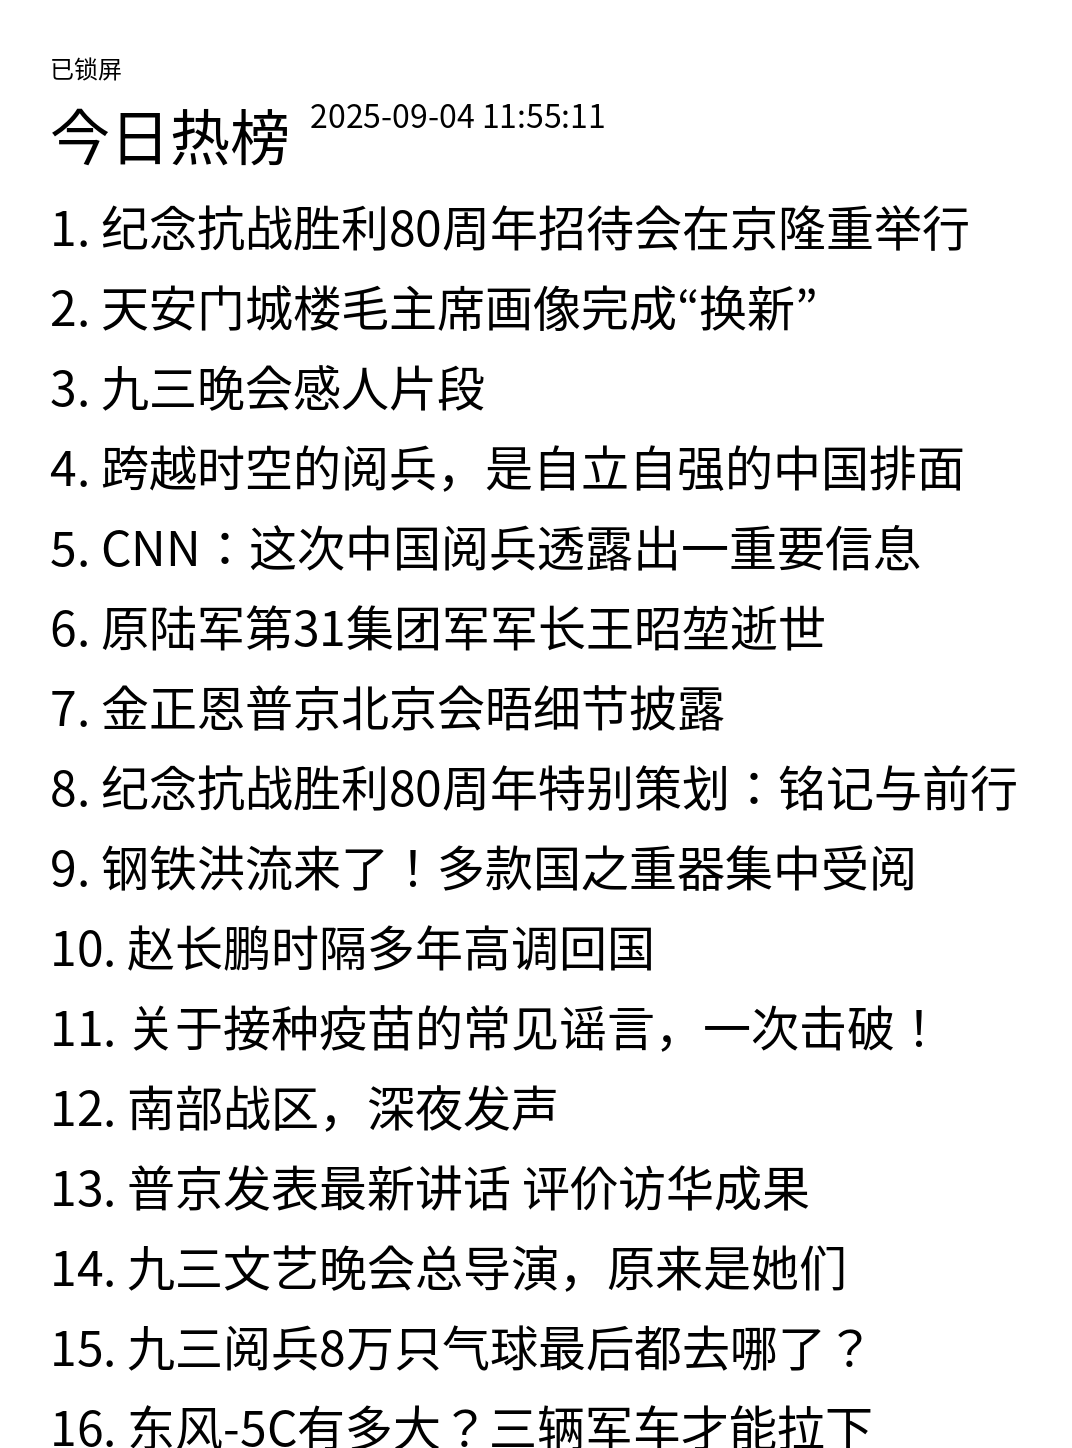 已锁屏
今日热榜 2025-09-04 11:55:11
1. 纪念抗战胜利80周年招待会在京隆重举行
2. 天安门城楼毛主席画像完成“换新”
3. 九三晚会感人片段
4. 跨越时空的阅兵，是自立自强的中国排面
5. CNN：这次中国阅兵透露出一重要信息
6. 原陆军第31集团军军长王昭堃逝世
7. 金正恩普京北京会晤细节披露
8. 纪念抗战胜利80周年特别策划：铭记与前行
9. 钢铁洪流来了！多款国之重器集中受阅
10. 赵长鹏时隔多年高调回国
11. 关于接种疫苗的常见谣言，一次击破！
12. 南部战区，深夜发声
13. 普京发表最新讲话 评价访华成果
14. 九三文艺晚会总导演，原来是她们
15. 九三阅兵8万只气球最后都去哪了？
16. 东风-5C有多大？三辆军车才能拉下